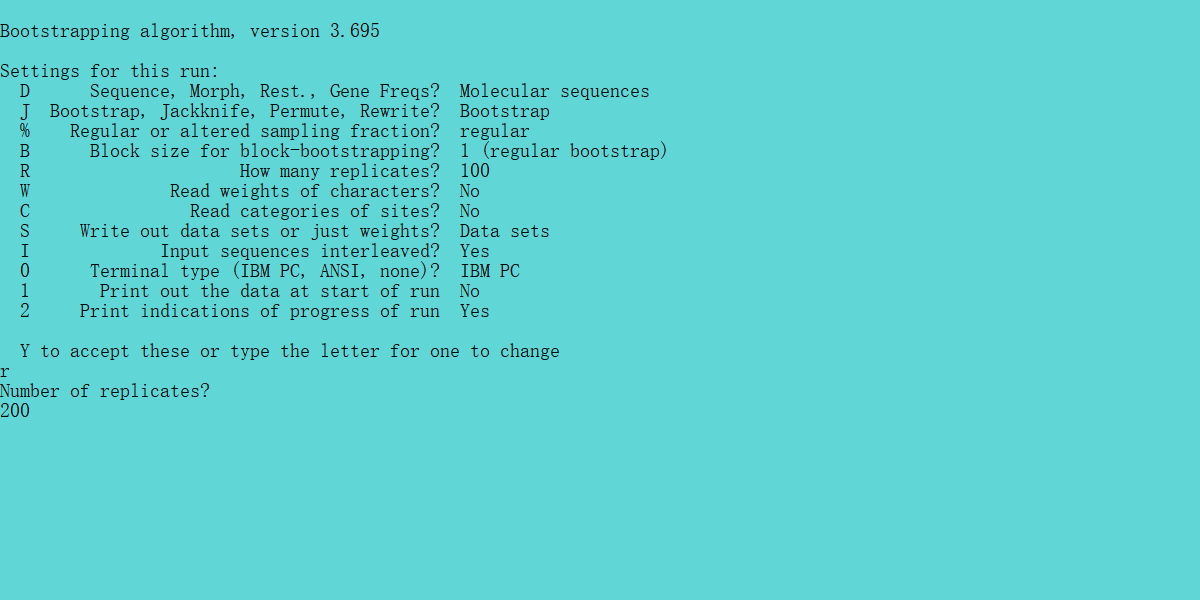 Bootstrapping algorithm, version 3.695
Settings for this run:
D Sequence, Morph, Rest., Gene Freqs? Molecular sequences
J Bootstrap, Jackknife, Permute, Rewrite? Bootstrap
% Regular or altered sampling fraction? regular
B Block size for block-bootstrapping? 1 (regular bootstrap)
R How many replicates? 100
W Read weights of characters? No
C Read categories of sites? No
S Write out data sets or just weights? Data sets
I Input sequences interleaved? Yes
0 Terminal type (IBM PC, ANSI, none)? IBM PC
1 Print out the data at start of run No
2 Print indications of progress of run Yes
Y to accept these or type the letter for one to change
r
Number of replicates?
200